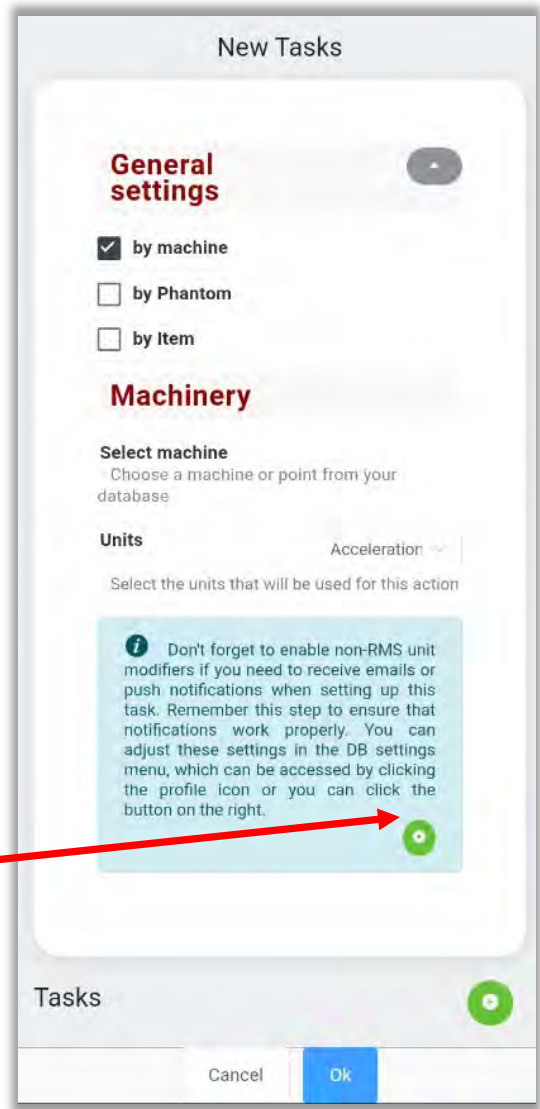 New Tasks
General
settings
by machine
by Phantom
by Item
Machinery
Select machine
Choose a machine or point from your
database
Units
Acceleration
Select the units that will be used for this action
Don't forget to enable non-RMS unit
modifiers if you need to receive emails or
push notifications when setting up this
task. Remember this step to ensure that
notifications work properly. You can
adjust these settings in the DB settings
menu, which can be accessed by clicking
the profile icon or you can click the
button on the right.
Tasks
Cancel
Ok